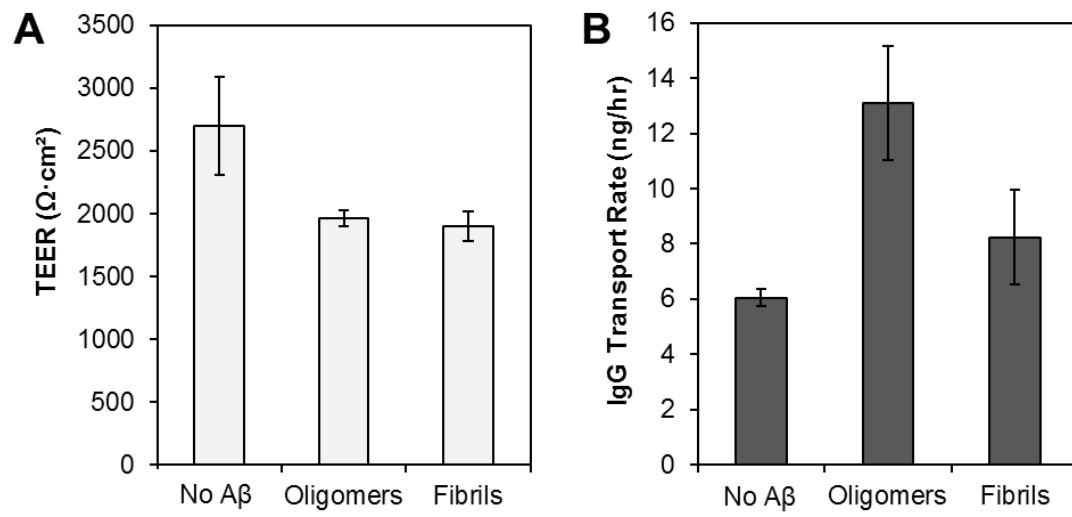 A
TEER (Ω·cm²)
3500
3000
2500
2000
1500
1000
500
0
No Aβ
Oligomers
Fibrils
B
IgG Transport Rate (ng/hr)
16
14
12
10
8
6
4
2
0
No Aβ
Oligomers
Fibrils